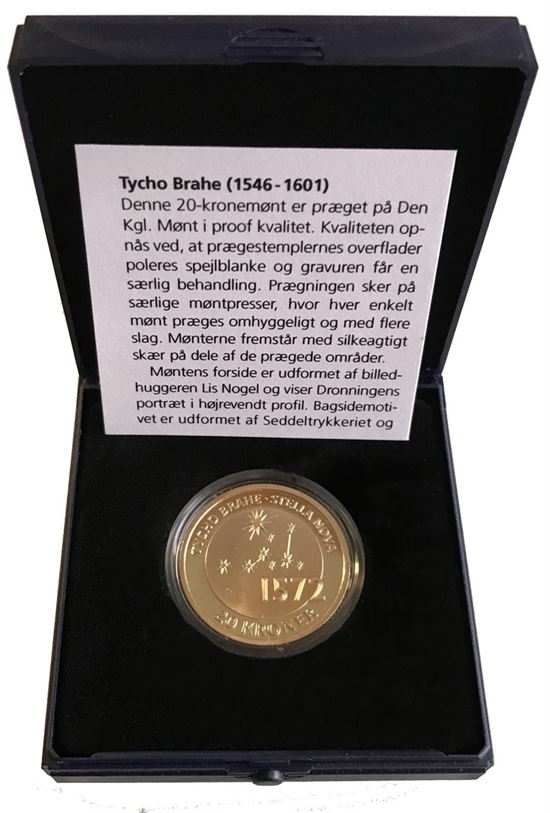 Tycho Brahe (1546-1601)
Denne 20-kronemønt er præget på Den
Kgl. Mønt i proof kvalitet. Kvaliteten op-
nås ved, at prægestemplernes overflader
poleres spejlblanke og gravuren får en
særlig behandling. Prægningen sker på
særlige møntpresser, hvor hver enkelt
mønt præges omhyggeligt og med flere
slag. Mønterne fremstår med silkeagtigt
skær på dele af de prægede områder.
Møntens forside er udformet af billed-
huggeren Lis Nogel og viser Dronningens
portræt i højrevendt profil. Bagsidemoti-
vet er udformet af Seddeltrykkeriet og
TYCHO BRAHE · STELLA NOVA
1572
20 KRONER